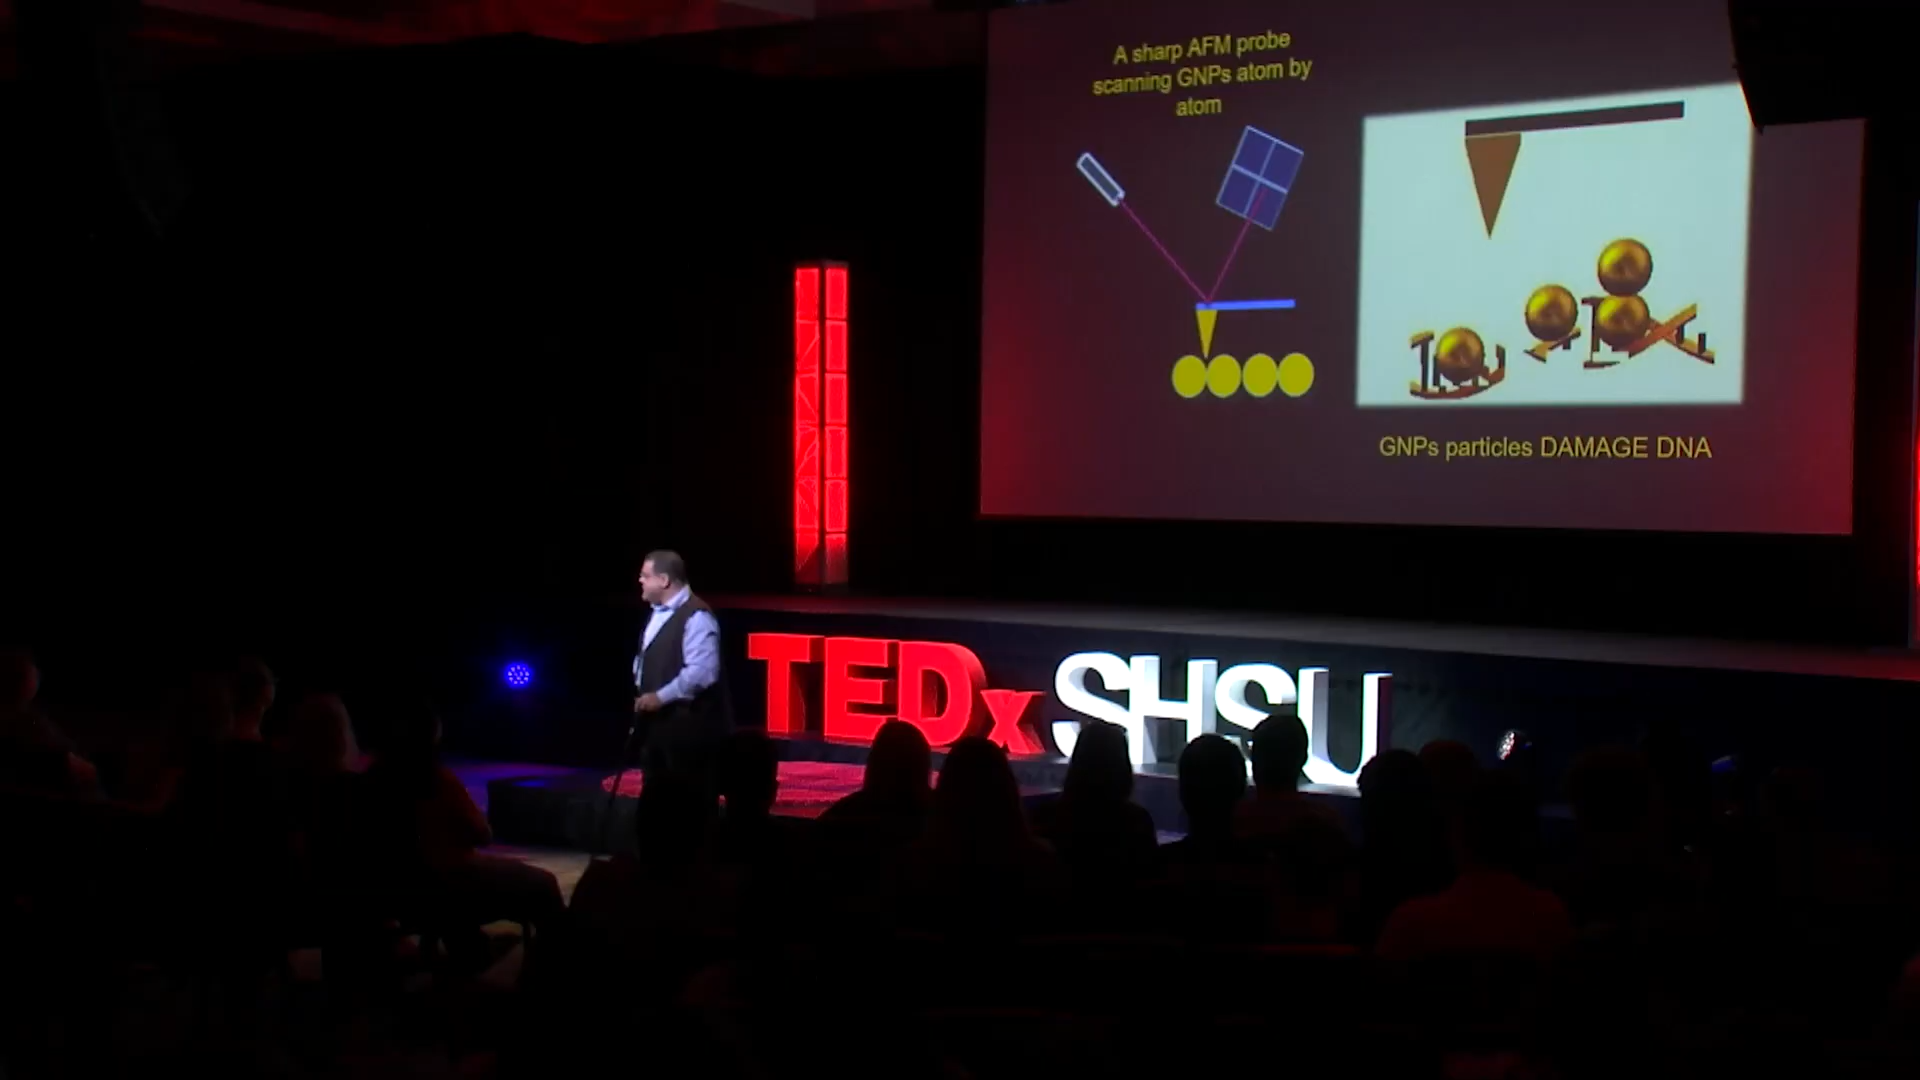 A sharp AFM probe
scanning GNPs atom by
atom
GNPs particles DAMAGE DNA
TEDx SHSU